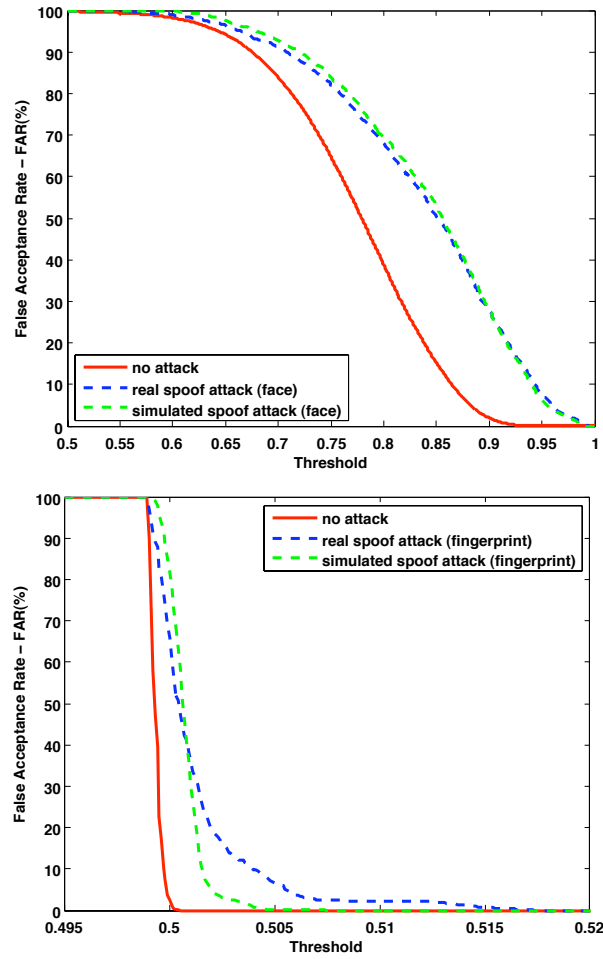 100
90
80
70
60
50
40
30
20
10
0
False Acceptance Rate – FAR(%)
no attack
real spoof attack (face)
simulated spoof attack (face)
0.5 0.55 0.6 0.65 0.7 0.75 0.8 0.85 0.9 0.95 1
Threshold
100
90
80
70
60
50
40
30
20
10
0
False Acceptance Rate – FAR(%)
no attack
real spoof attack (fingerprint)
simulated spoof attack (fingerprint)
0.495 0.5 0.505 0.51 0.515 0.52
Threshold